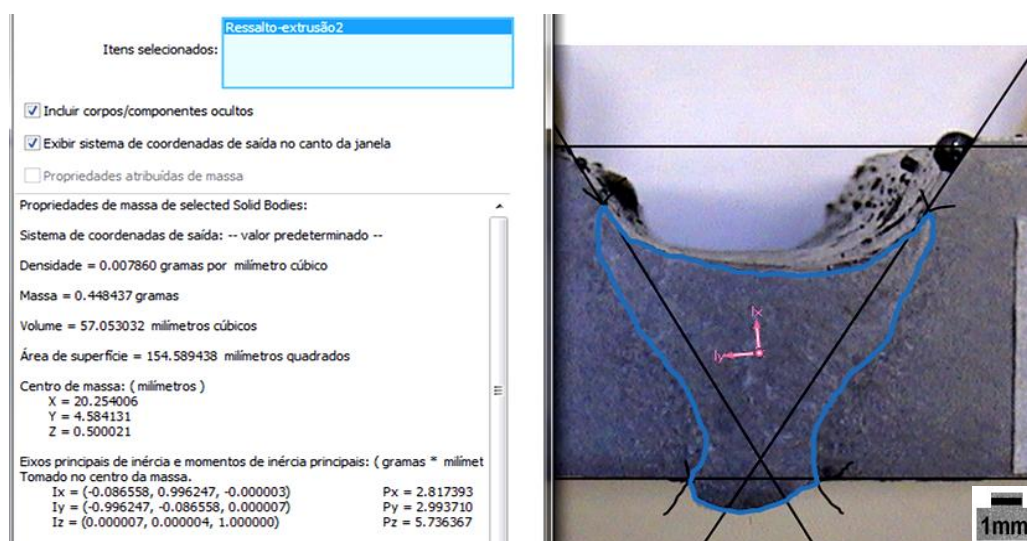 Ressalto-extrusão2
Itens selecionados:
Incluir corpos/componentes ocultos
Exibir sistema de coordenadas de saída no canto da janela
Propriedades atribuídas de massa
Propriedades de massa de selected Solid Bodies:
Sistema de coordenadas de saída: -- valor predeterminado --
Densidade = 0.007860 gramas por milímetro cúbico
Massa = 0.448437 gramas
Volume = 57.053032 milímetros cúbicos
Área de superfície = 154.589438 milímetros quadrados
Centro de massa: ( milímetros )
X = 20.254006
Y = 4.584131
Z = 0.500021
Eixos principais de inércia e momentos de inércia principais: ( gramas * milímet
Tomado no centro da massa.
Ix = (-0.086558, 0.996247, -0.000003) Px = 2.817393
Iy = (-0.996247, -0.086558, 0.000007) Py = 2.993710
Iz = (0.000007, 0.000004, 1.000000) Pz = 5.736367
Ix
Iy
1mm